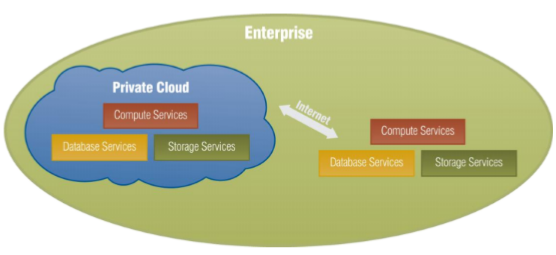 Enterprise
Private Cloud
Compute Services
Database Services
Storage Services
Internet
Compute Services
Database Services
Storage Services